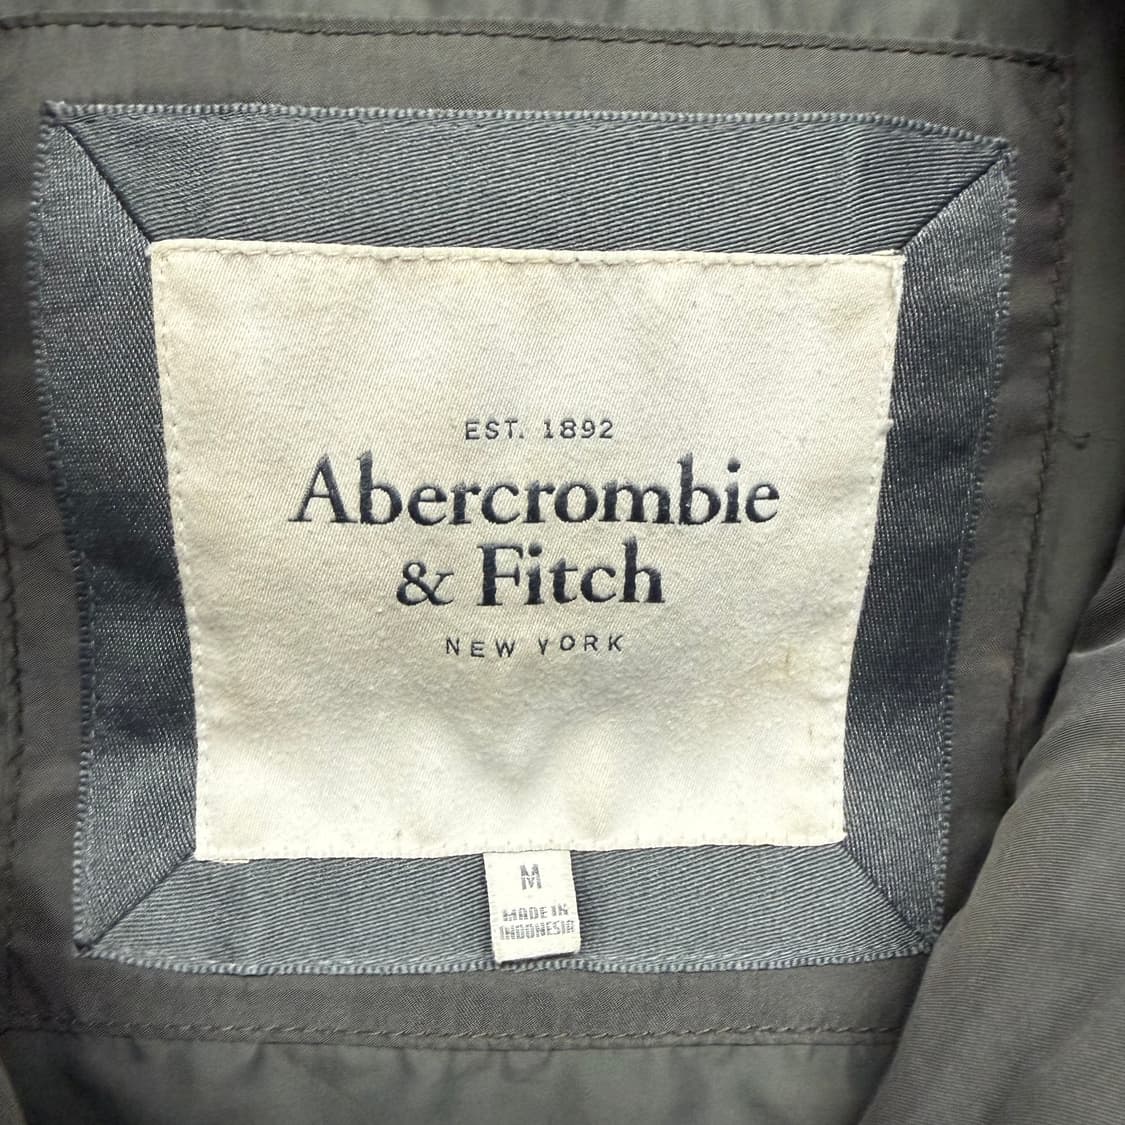 EST. 1892
Abercrombie
& Fitch
NEW YORK
M
MADE IN
INDONESIA